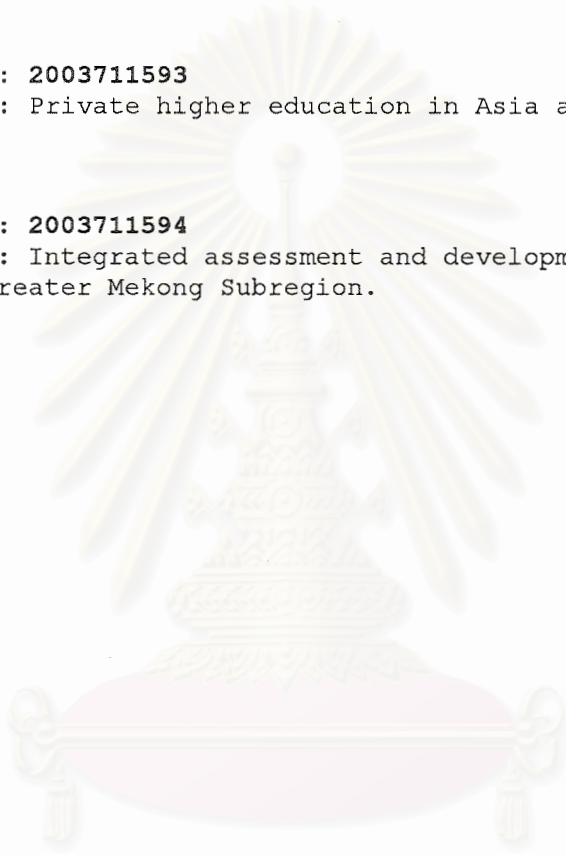 : 2003711593
: Private higher education in Asia a
: 2003711594
: Integrated assessment and developm
reater Mekong Subregion.